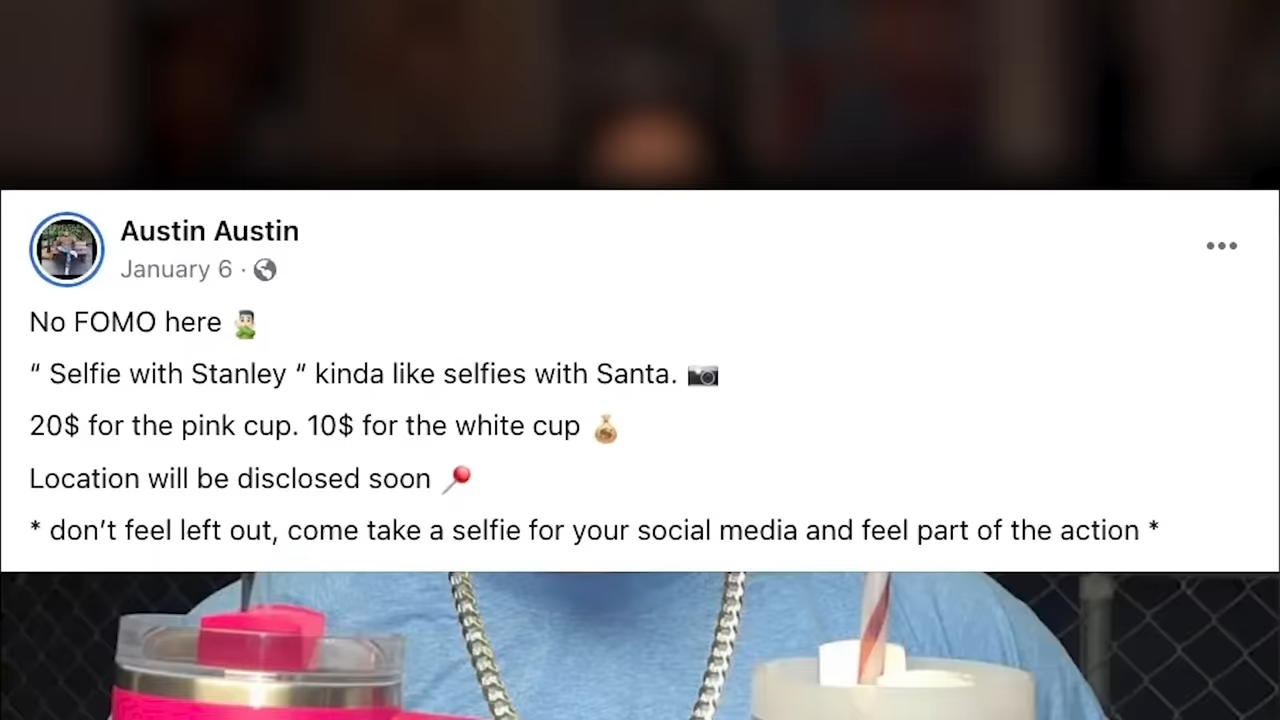 Austin Austin
January 6 ·
No FOMO here 🤢
“ Selfie with Stanley “ kinda like selfies with Santa. 📷
20$ for the pink cup. 10$ for the white cup 💰
Location will be disclosed soon 📍
* don’t feel left out, come take a selfie for your social media and feel part of the action *